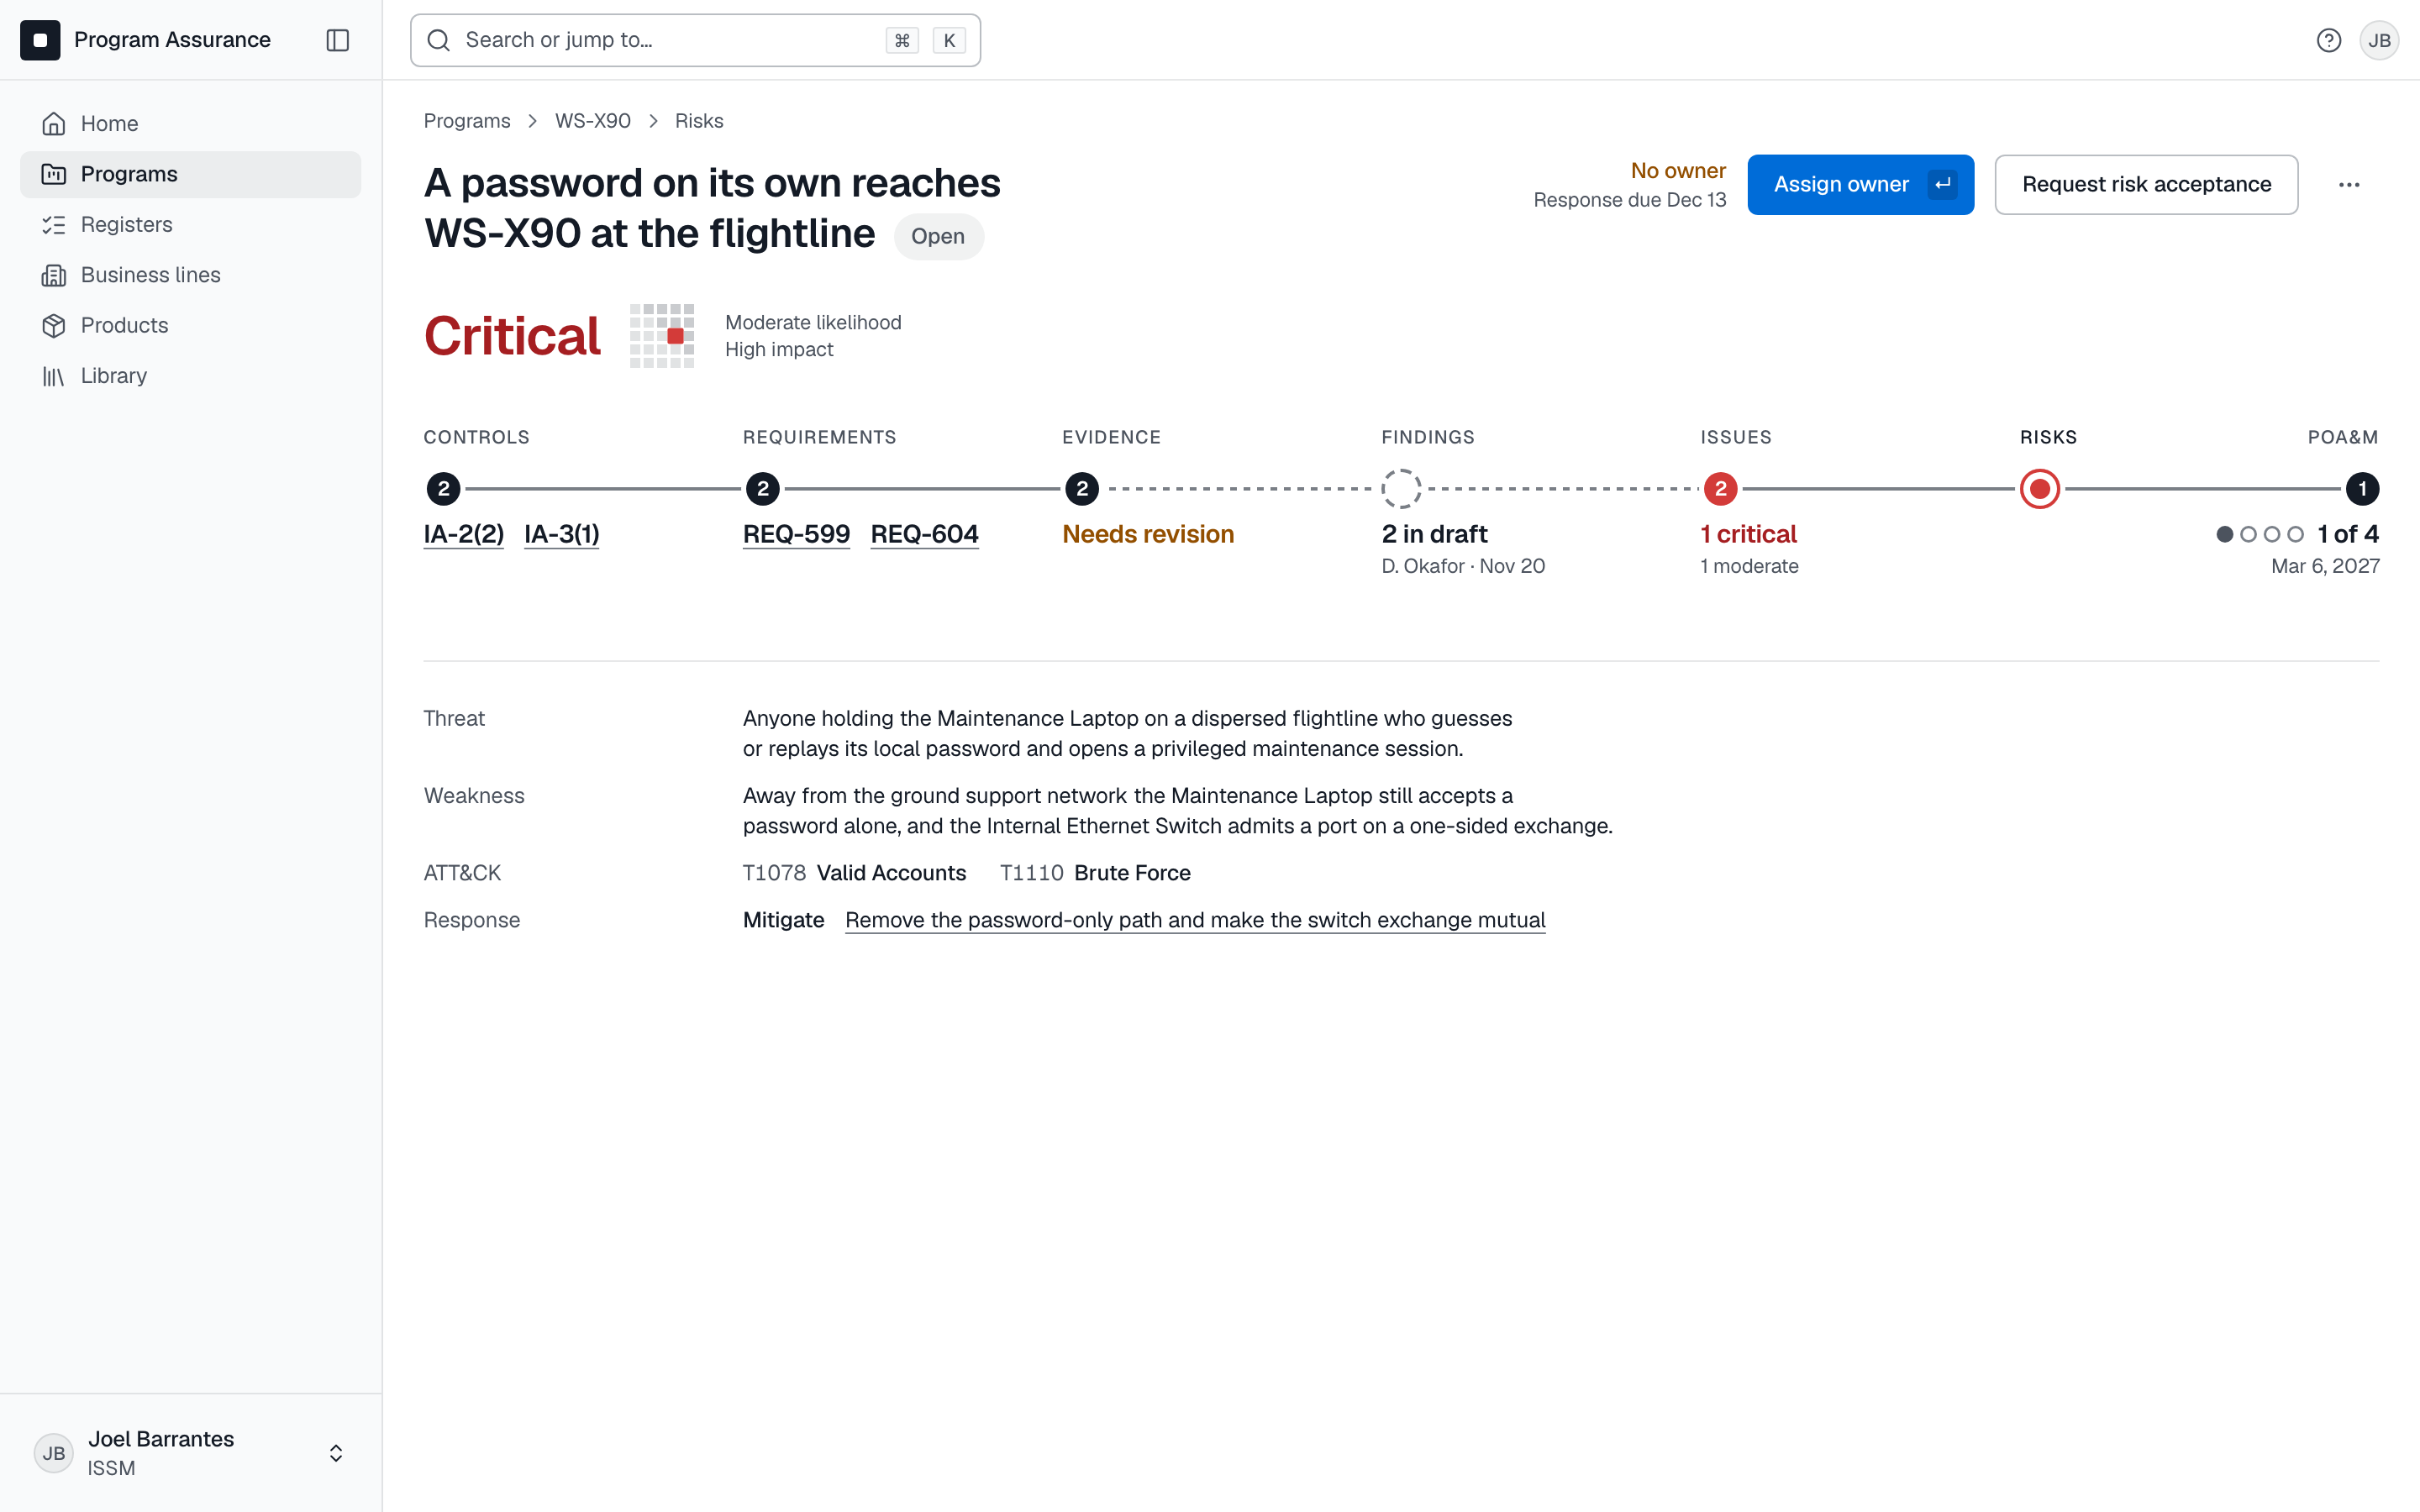 Program Assurance
Search or jump to...
⌘ K
JB
Home
Programs
Registers
Business lines
Products
Library
Programs > WS-X90 > Risks
A password on its own reaches
WS-X90 at the flightline
Open
No owner
Response due Dec 13
Assign owner
Request risk acceptance
Critical
Moderate likelihood
High impact
CONTROLS
2
IA-2(2) IA-3(1)
REQUIREMENTS
2
REQ-599 REQ-604
EVIDENCE
2
Needs revision
FINDINGS
2 in draft
D. Okafor · Nov 20
ISSUES
2
1 critical
1 moderate
RISKS
POA&M
1
1 of 4
Mar 6, 2027
Threat
Anyone holding the Maintenance Laptop on a dispersed flightline who guesses
or replays its local password and opens a privileged maintenance session.
Weakness
Away from the ground support network the Maintenance Laptop still accepts a
password alone, and the Internal Ethernet Switch admits a port on a one-sided exchange.
ATT&CK
T1078 Valid Accounts T1110 Brute Force
Response
Mitigate Remove the password-only path and make the switch exchange mutual
JB
Joel Barrantes
ISSM